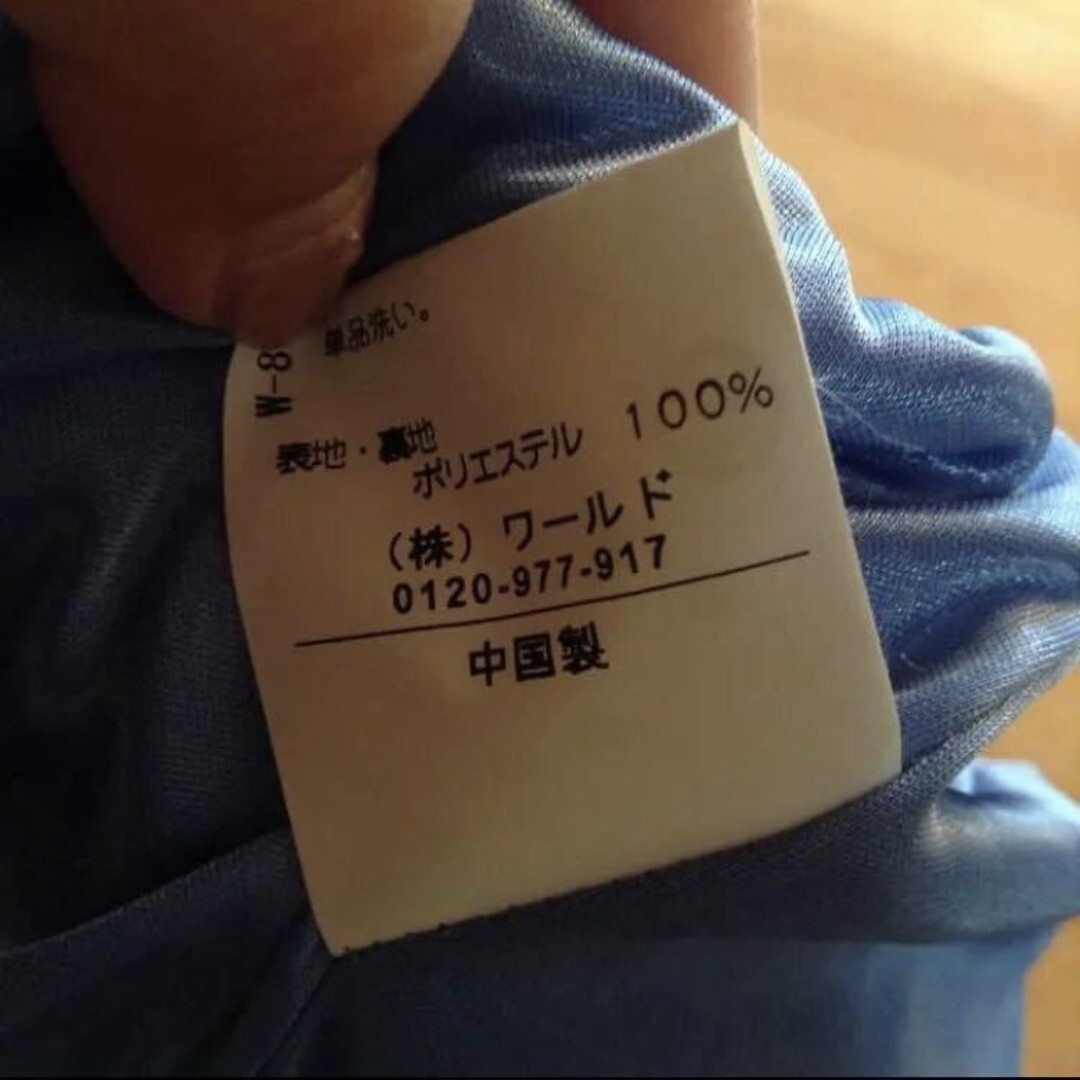 単品洗い。
W-8
表地・裏地
ポリエステル 100%
(株)ワールド
0120-977-917
中国製